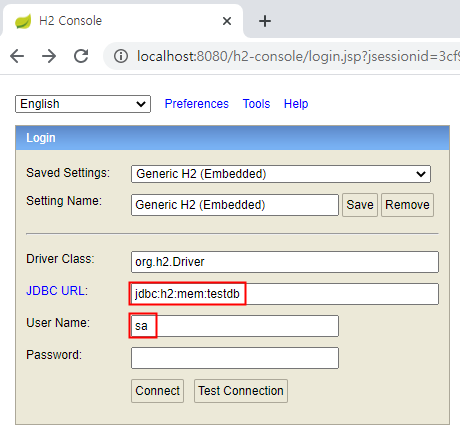 H2 Console
localhost:8080/h2-console/login.jsp?jsessionid=3cf9
English Preferences Tools Help
Login
Saved Settings: Generic H2 (Embedded)
Setting Name: Generic H2 (Embedded) Save Remove
Driver Class: org.h2.Driver
JDBC URL: jdbc:h2:mem:testdb
User Name: sa
Password:
Connect Test Connection